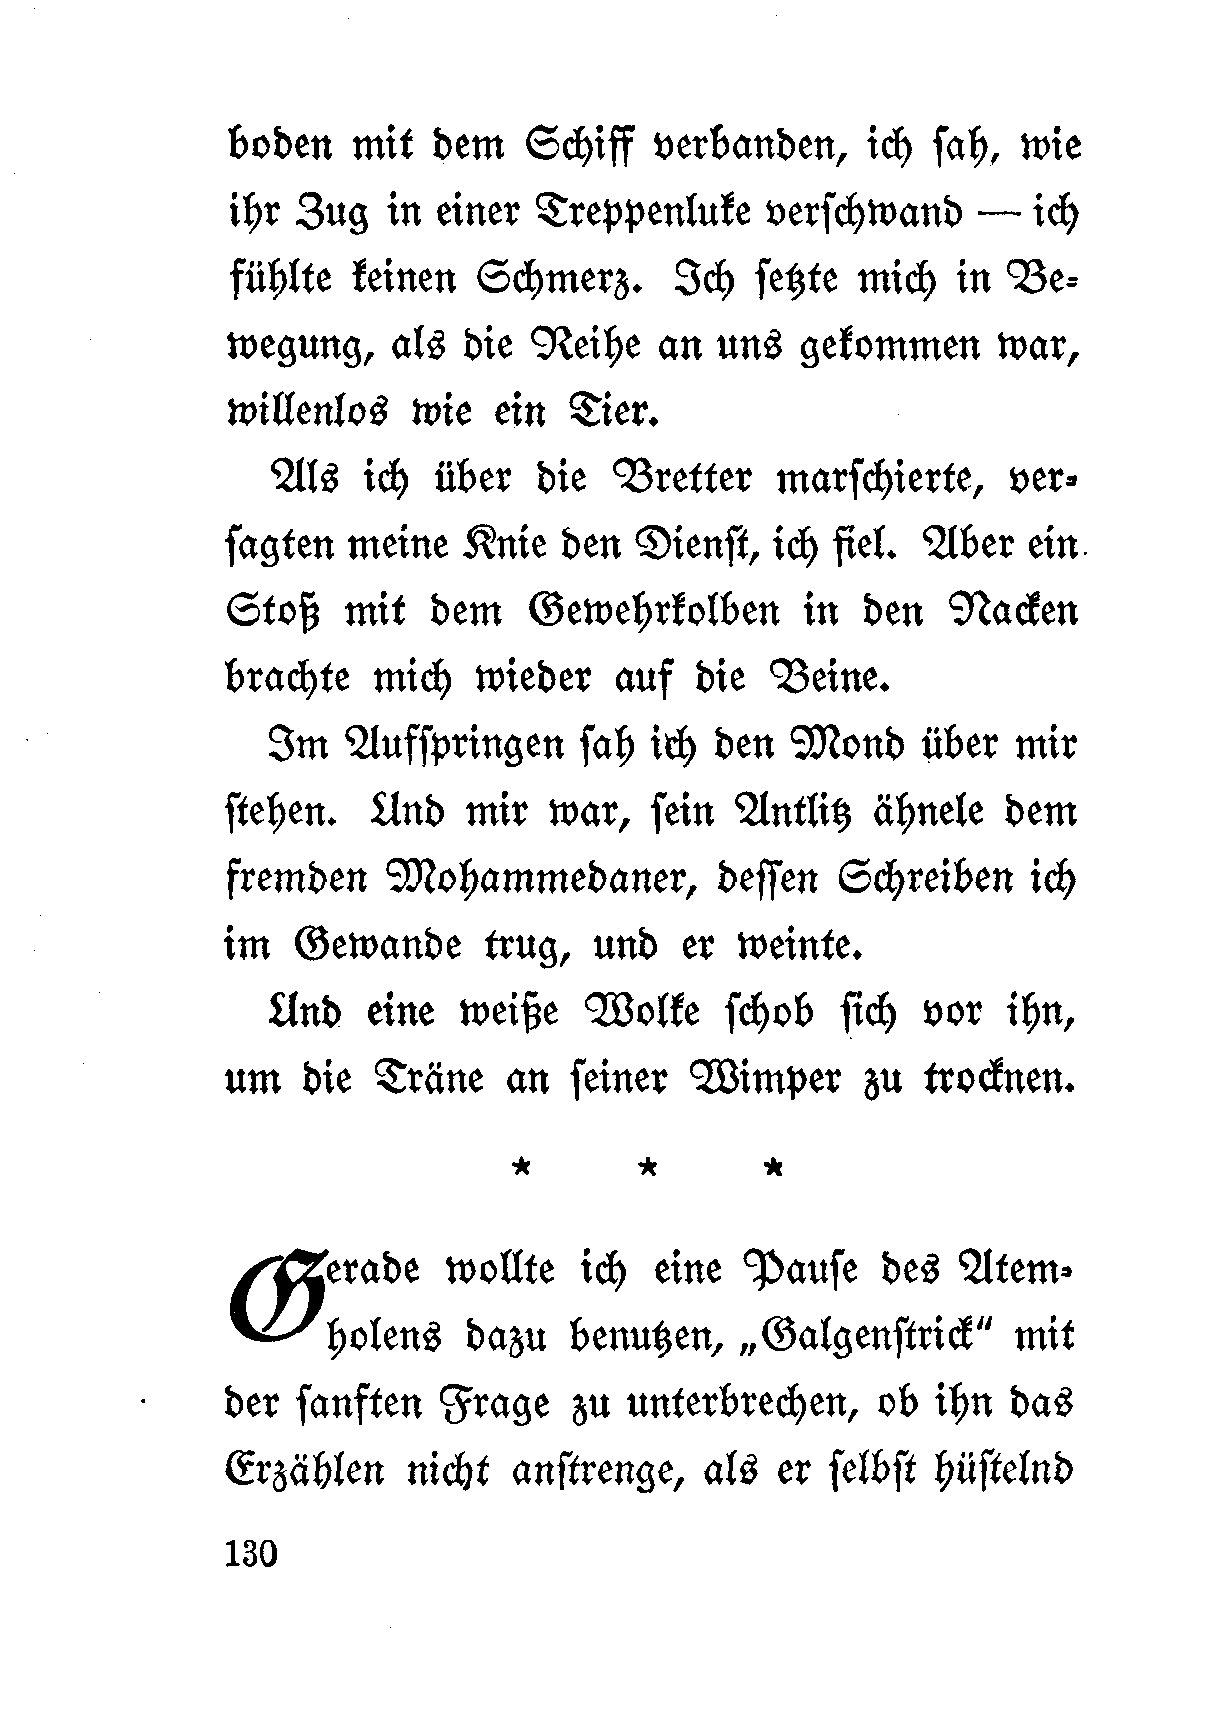 boden mit dem Schiff verbanden, ich sah, wie
ihr Zug in einer Treppenluke verschwand — ich
fühlte keinen Schmerz. Ich setzte mich in Be-
wegung, als die Reihe an uns gekommen war,
willenlos wie ein Tier.
Als ich über die Bretter marschierte, ver-
sagten meine Knie den Dienst, ich fiel. Aber ein
Stoß mit dem Gewehrkolben in den Nacken
brachte mich wieder auf die Beine.
Im Aufspringen sah ich den Mond über mir
stehen. Und mir war, sein Antlitz ähnele dem
fremden Mohammedaner, dessen Schreiben ich
im Gewande trug, und er weinte.
Und eine weiße Wolke schob sich vor ihn,
um die Träne an seiner Wimper zu trocknen.
* * *
Gerade wollte ich eine Pause des Atem-
holens dazu benutzen, „Galgenstrick“ mit
der sanften Frage zu unterbrechen, ob ihn das
Erzählen nicht anstrenge, als er selbst hüstelnd
130